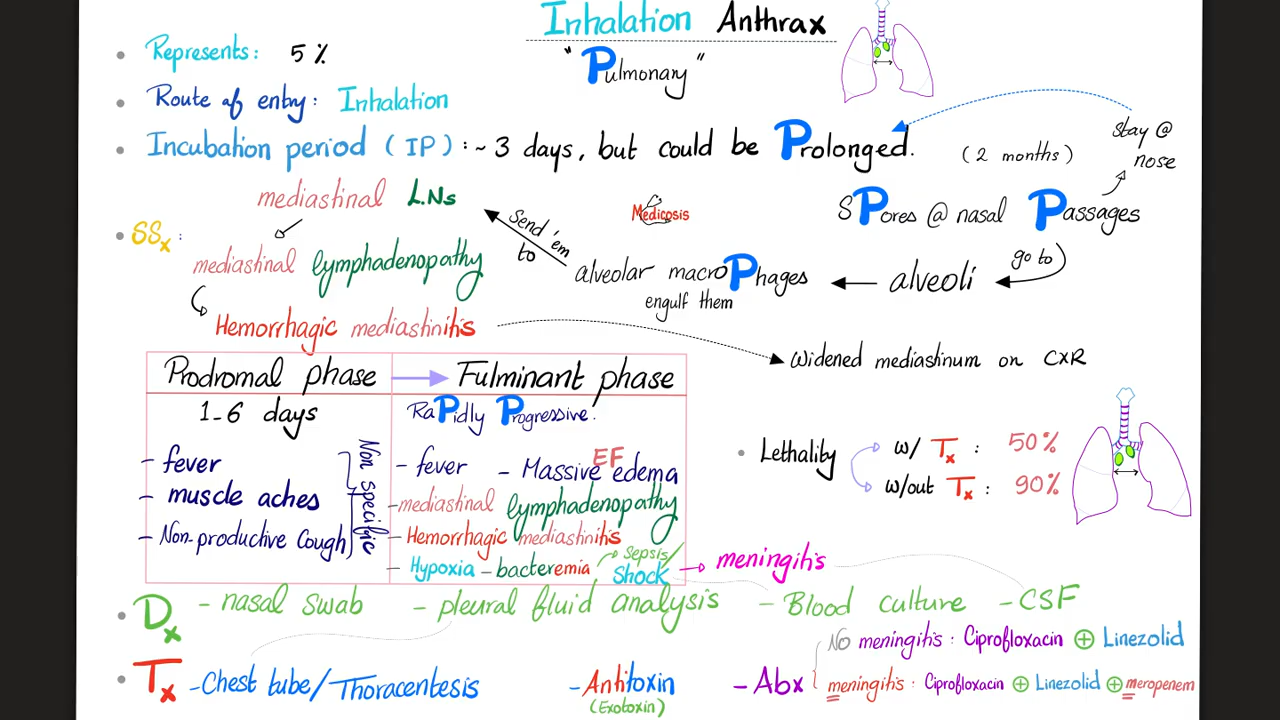 Inhalation Anthrax
"Pulmonary"
Represents: 5 %
Route of entry: Inhalation
Incubation period (IP): ~ 3 days, but could be Prolonged. (2 months)
stay @ nose
SPores @ nasal Passages
go to
alveoli
alveolar macroPhages
engulf them
Send 'em to
Medicosis
SSx:
mediastinal L.Ns
mediastinal lymphadenopathy
Hemorrhagic mediastinitis
Widened mediastinum on CXR
Prodromal phase
1-6 days
- fever
- muscle aches
- Non-productive Cough
Non specific
Fulminant phase
RaPidly Progressive.
- fever - Massive edema
EF
- mediastinal lymphadenopathy
- Hemorrhagic mediastinitis
- Hypoxia - bacteremia
Sepsis/
Shock
meningitis
Lethality
w/ Tx : 50%
w/out Tx : 90%
Dx - nasal swab - pleural fluid analysis - Blood culture - CSF
Tx - Chest tube/Thoracentesis - Antitoxin - Abx
(Exotoxin)
No meningitis: Ciprofloxacin + Linezolid
meningitis: Ciprofloxacin + Linezolid + meropenem